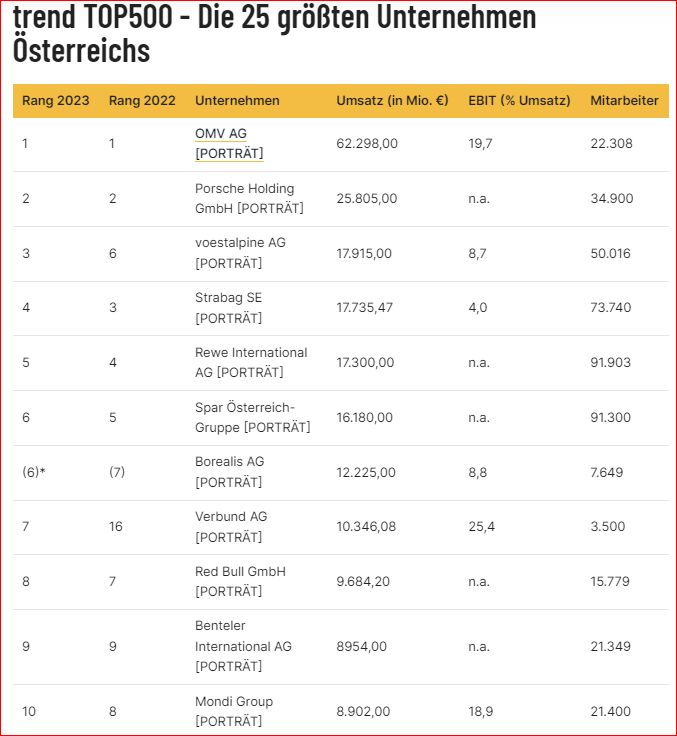 trend TOP500 - Die 25 größten Unternehmen
Österreichs
Rang 2023 Rang 2022 Unternehmen Umsatz (in Mio. €) EBIT (% Umsatz) Mitarbeiter
1 1 OMV AG [PORTRÄT] 62.298,00 19,7 22.308
2 2 Porsche Holding GmbH [PORTRÄT] 25.805,00 n.a. 34.900
3 6 voestalpine AG [PORTRÄT] 17.915,00 8,7 50.016
4 3 Strabag SE [PORTRÄT] 17.735,47 4,0 73.740
5 4 Rewe International AG [PORTRÄT] 17.300,00 n.a. 91.903
6 5 Spar Österreich-Gruppe [PORTRÄT] 16.180,00 n.a. 91.300
(6)* (7) Borealis AG [PORTRÄT] 12.225,00 8,8 7.649
7 16 Verbund AG [PORTRÄT] 10.346,08 25,4 3.500
8 7 Red Bull GmbH [PORTRÄT] 9.684,20 n.a. 15.779
9 9 Benteler International AG [PORTRÄT] 8954,00 n.a. 21.349
10 8 Mondi Group [PORTRÄT] 8.902,00 18,9 21.400